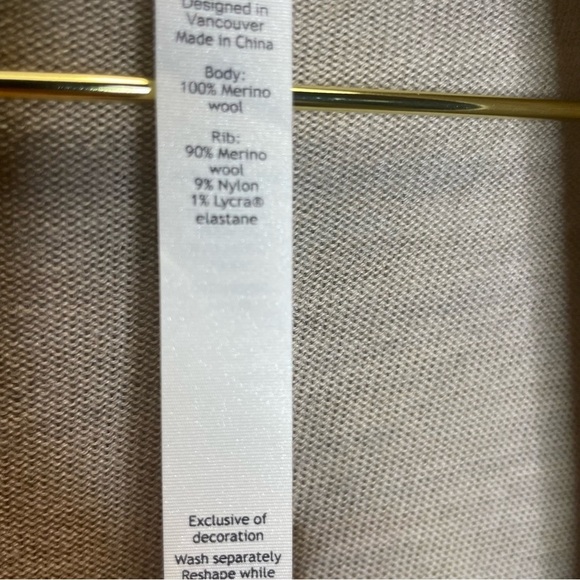 Designed in
Vancouver
Made in China
Body:
100% Merino
wool
Rib:
90% Merino
wool
9% Nylon
1% Lycra®
elastane
Exclusive of
decoration
Wash separately
Reshape while